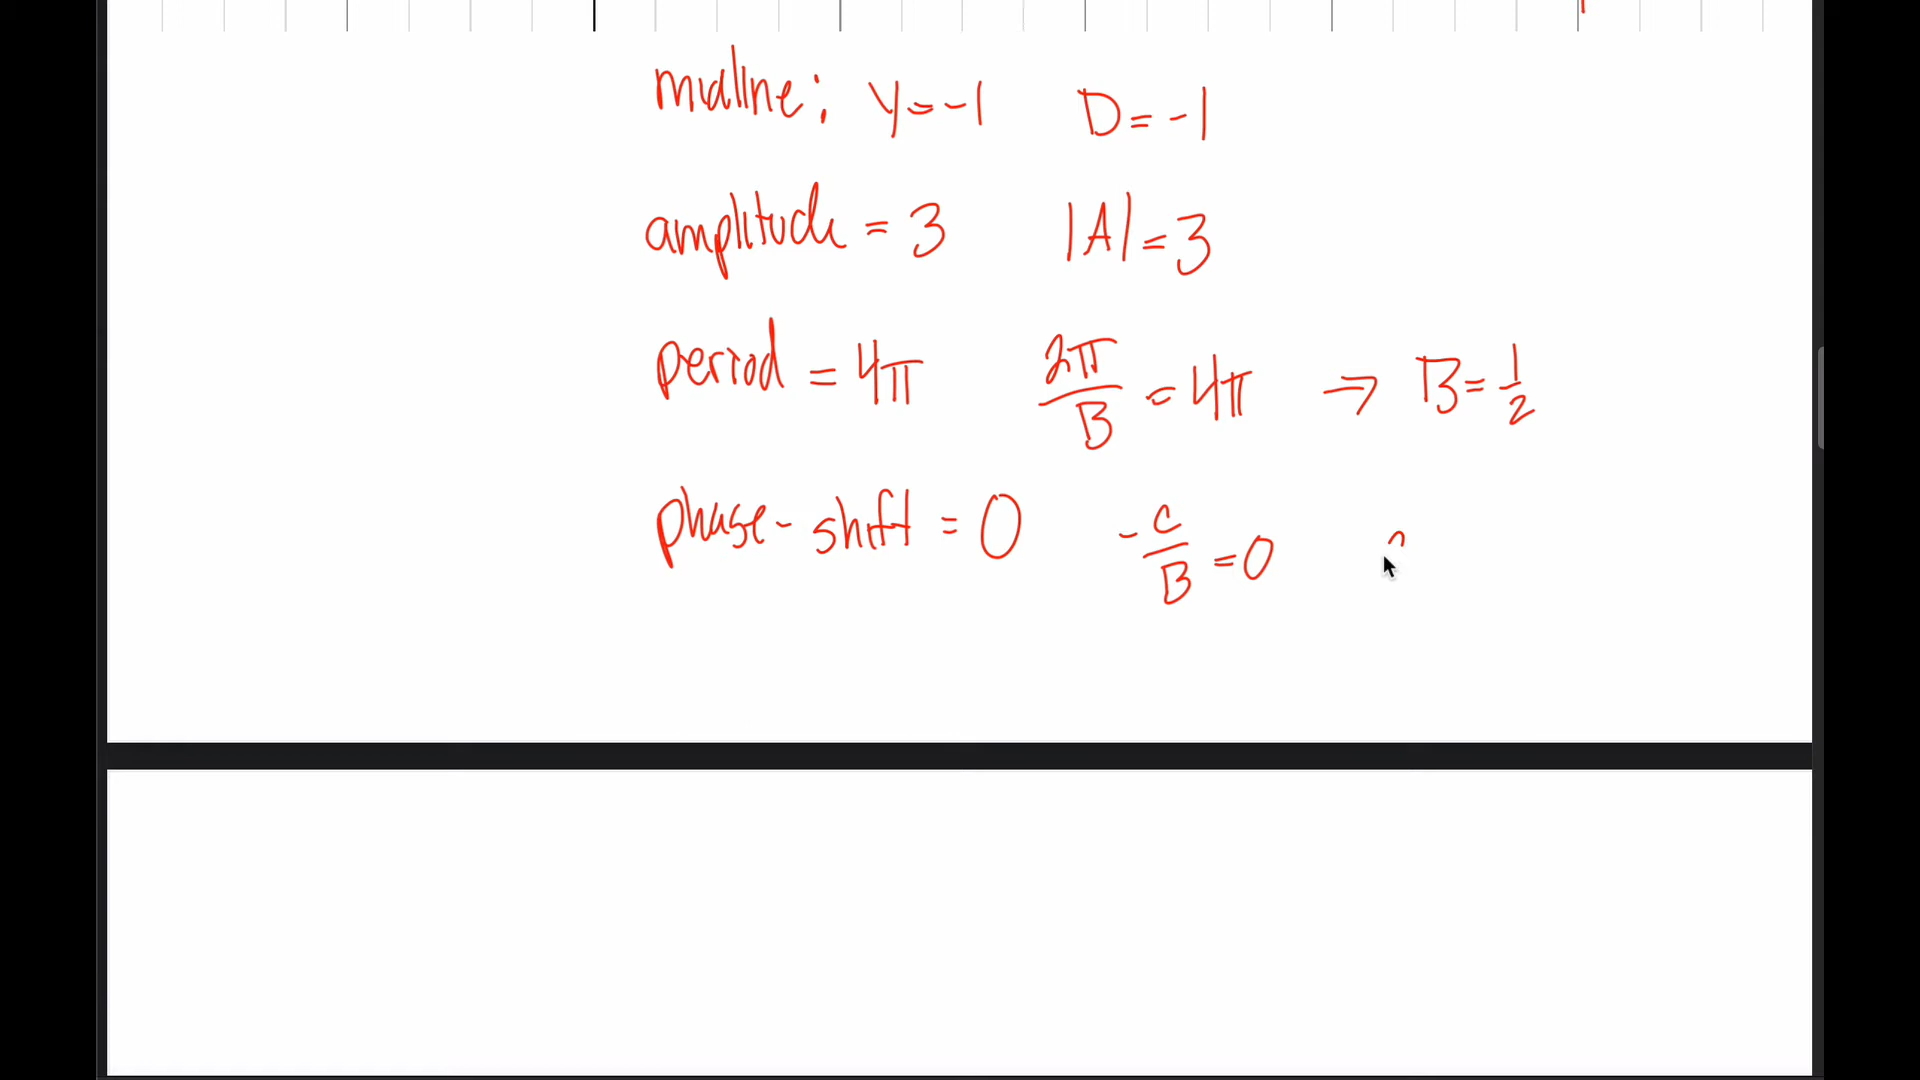 midline: y=-1 D=-1
amplitude = 3 |A|=3
period = 4π 2π/B = 4π → B=1/2
phase-shift = 0 -C/B = 0